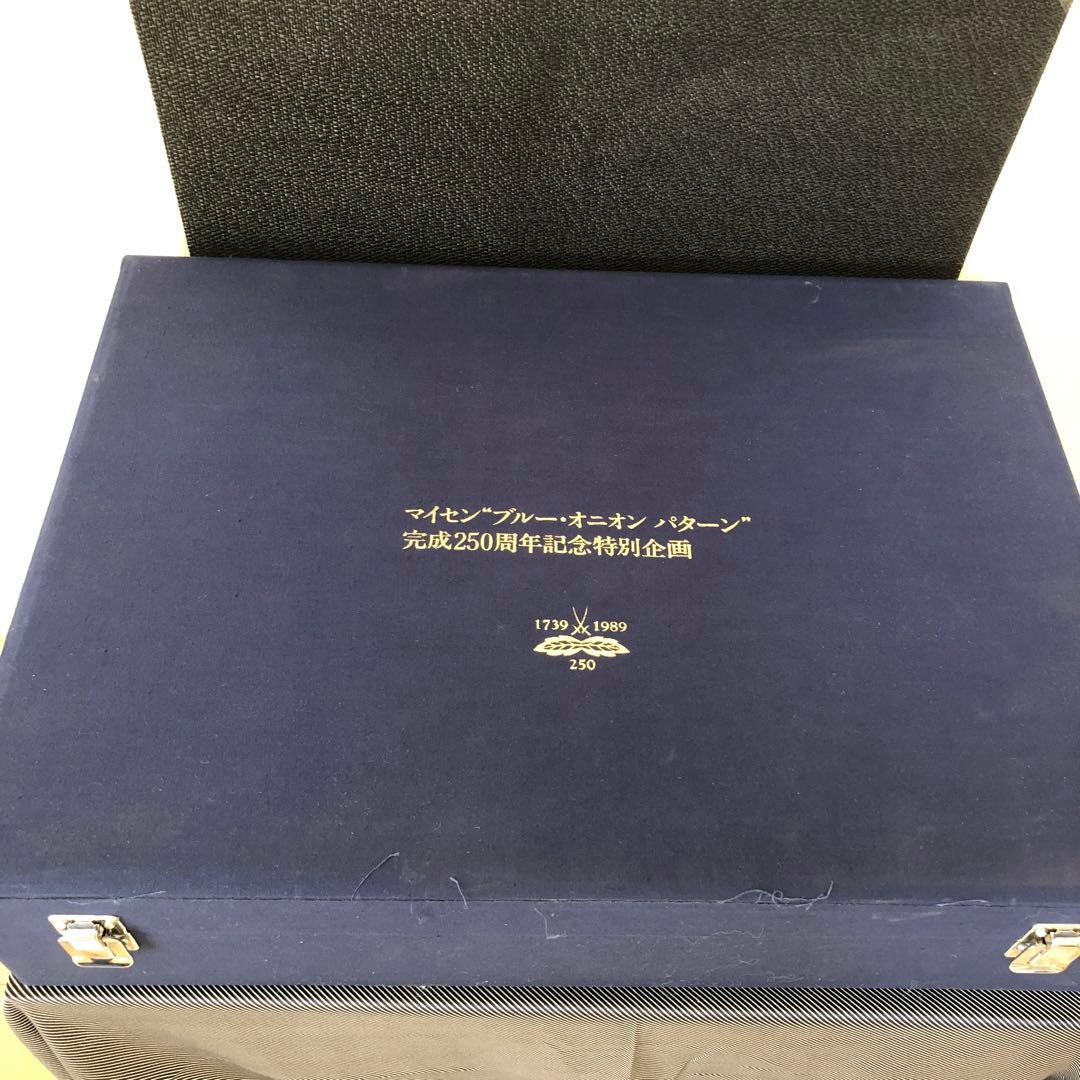 マイセン“ブルー・オニオン パターン”
完成250周年記念特別企画
1739 1989
250